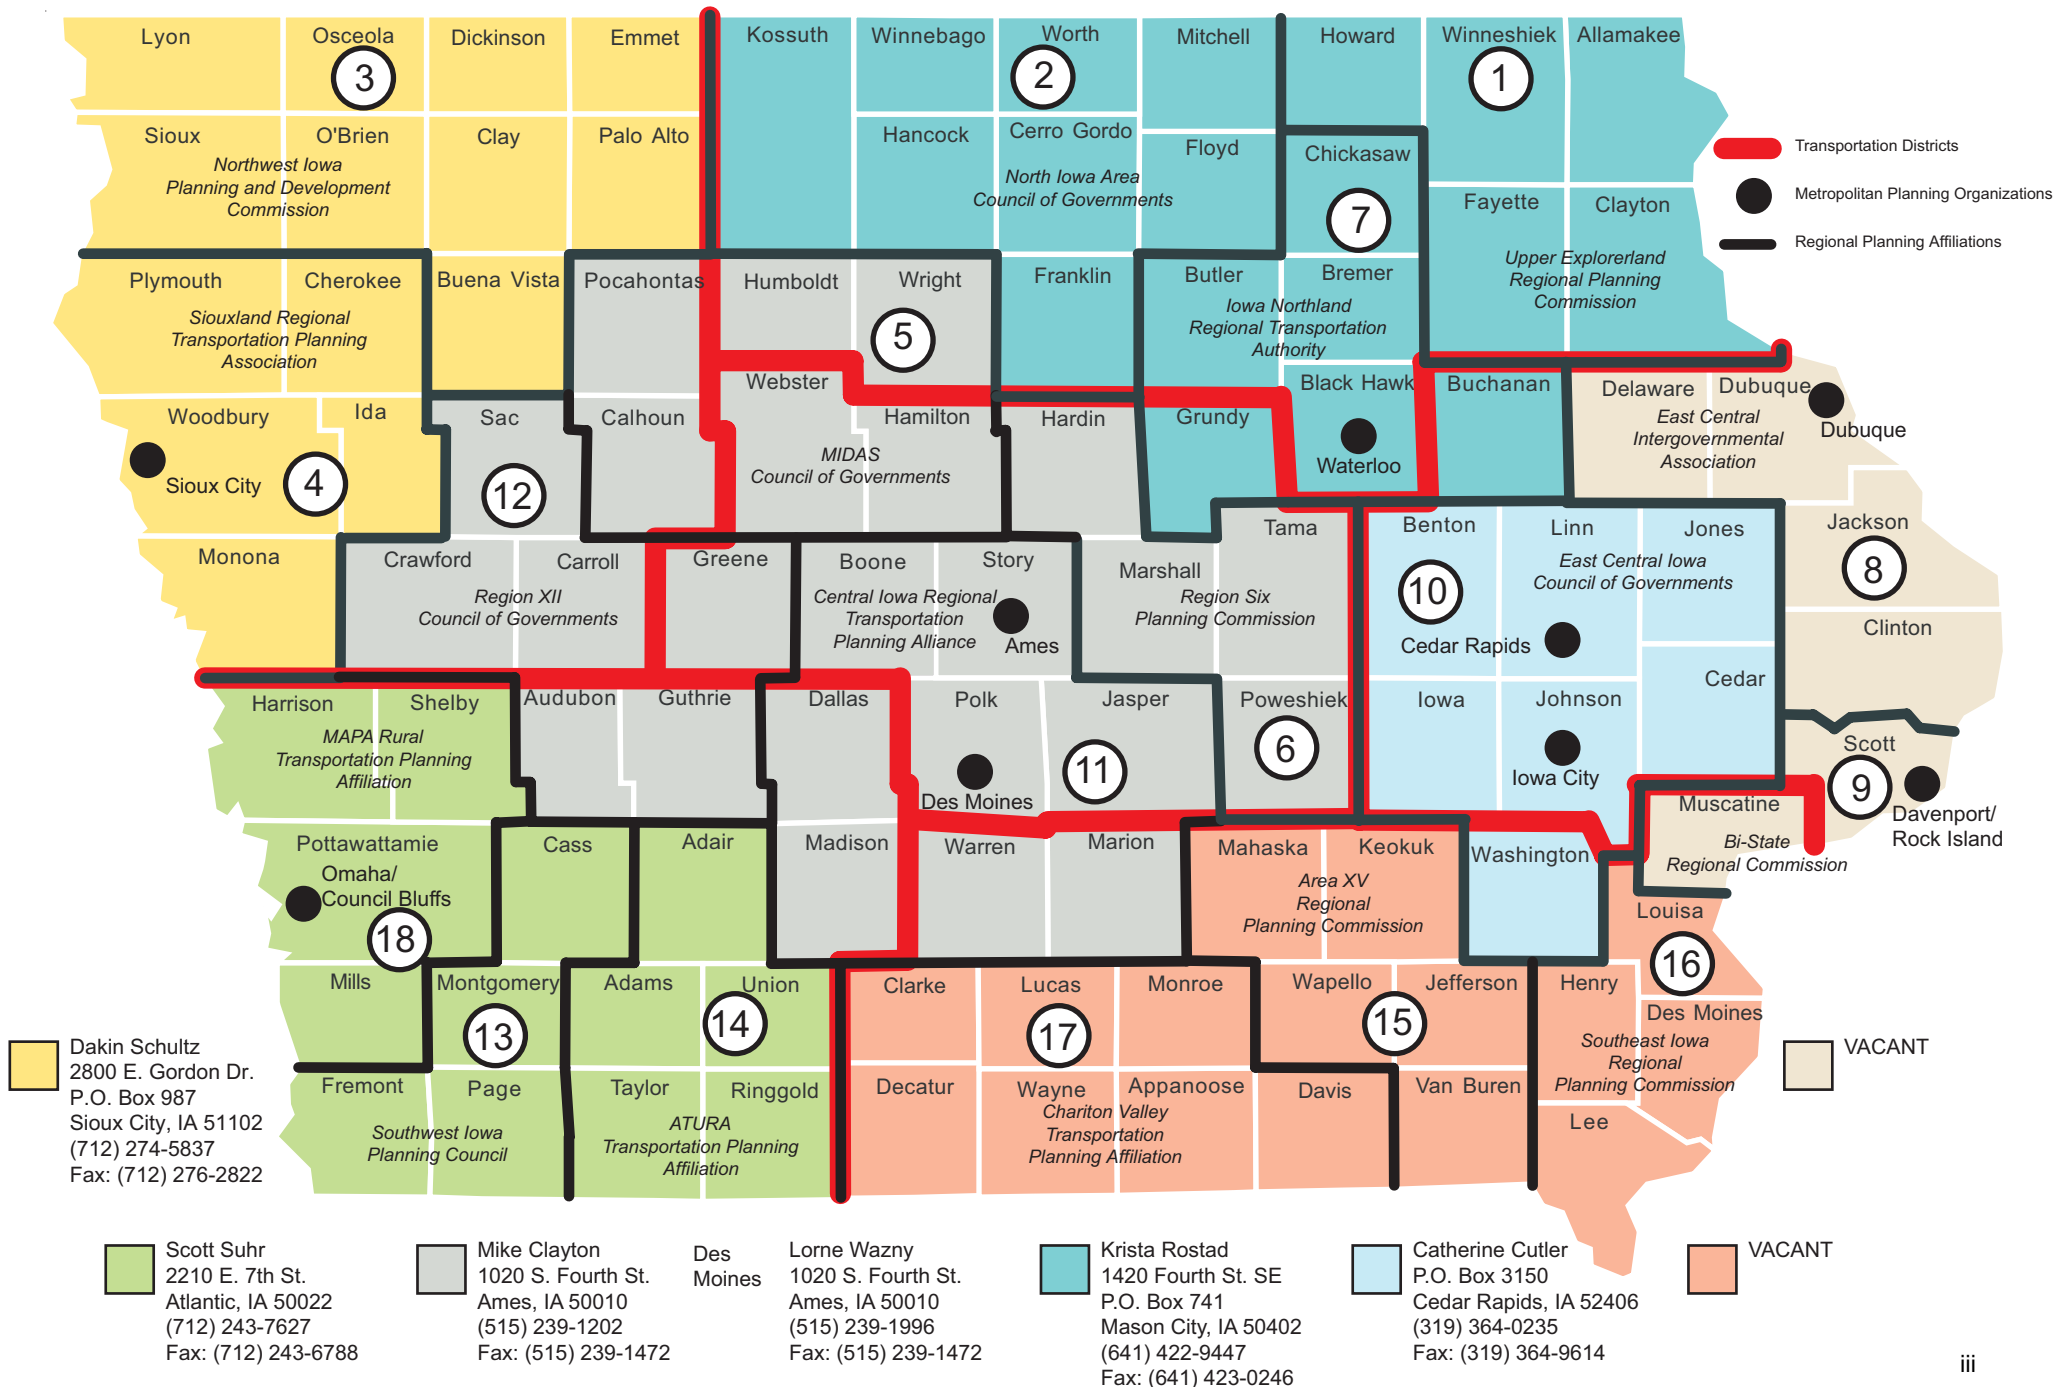 Lyon
Osceola
Dickinson
Emmet
Kossuth
Winnebago
Worth
Mitchell
Howard
Winneshiek
Allamakee
3
2
1
Sioux
O'Brien
Clay
Palo Alto
Hancock
Cerro Gordo
Floyd
Chickasaw
Transportation Districts
Northwest Iowa
Planning and Development
Commission
North Iowa Area
Council of Governments
7
Fayette
Clayton
Metropolitan Planning Organizations
Regional Planning Affiliations
Plymouth
Cherokee
Buena Vista
Pocahontas
Humboldt
Wright
Franklin
Butler
Bremer
Upper Explorerland
Regional Planning
Commission
Siouxland Regional
Transportation Planning
Association
5
Iowa Northland
Regional Transportation
Authority
Woodbury
Ida
Sac
Calhoun
Webster
Hamilton
Hardin
Grundy
Black Hawk
Buchanan
Delaware
Dubuque
Dubuque
East Central
Intergovernmental
Association
Sioux City
4
12
MIDAS
Council of Governments
Waterloo
Monona
Crawford
Carroll
Greene
Boone
Story
Marshall
Tama
Benton
Linn
Jones
Jackson
8
Region XII
Council of Governments
Central Iowa Regional
Transportation
Planning Alliance
Ames
Region Six
Planning Commission
10
East Central Iowa
Council of Governments
Cedar Rapids
Clinton
Harrison
Shelby
Audubon
Guthrie
Dallas
Polk
Jasper
Poweshiek
Iowa
Johnson
Cedar
Scott
MAPA Rural
Transportation Planning
Affiliation
Des Moines
11
6
Iowa City
9
Davenport/
Rock Island
Muscatine
Bi-State
Regional Commission
Pottawattamie
Omaha/
Council Bluffs
18
Cass
Adair
Madison
Warren
Marion
Mahaska
Keokuk
Washington
Area XV
Regional
Planning Commission
Louisa
16
Mills
Montgomery
Adams
Union
Clarke
Lucas
Monroe
Wapello
Jefferson
Henry
Des Moines
13
14
17
15
Southeast Iowa
Regional
Planning Commission
Fremont
Page
Taylor
Ringgold
Decatur
Wayne
Appanoose
Davis
Van Buren
Lee
Southwest Iowa
Planning Council
ATURA
Transportation Planning
Affiliation
Chariton Valley
Transportation
Planning Affiliation
Dakin Schultz
2800 E. Gordon Dr.
P.O. Box 987
Sioux City, IA 51102
(712) 274-5837
Fax: (712) 276-2822
VACANT
Scott Suhr
2210 E. 7th St.
Atlantic, IA 50022
(712) 243-7627
Fax: (712) 243-6788
Mike Clayton
1020 S. Fourth St.
Ames, IA 50010
(515) 239-1202
Fax: (515) 239-1472
Des
Moines
Lorne Wazny
1020 S. Fourth St.
Ames, IA 50010
(515) 239-1996
Fax: (515) 239-1472
Krista Rostad
1420 Fourth St. SE
P.O. Box 741
Mason City, IA 50402
(641) 422-9447
Fax: (641) 423-0246
Catherine Cutler
P.O. Box 3150
Cedar Rapids, IA 52406
(319) 364-0235
Fax: (319) 364-9614
VACANT
iii